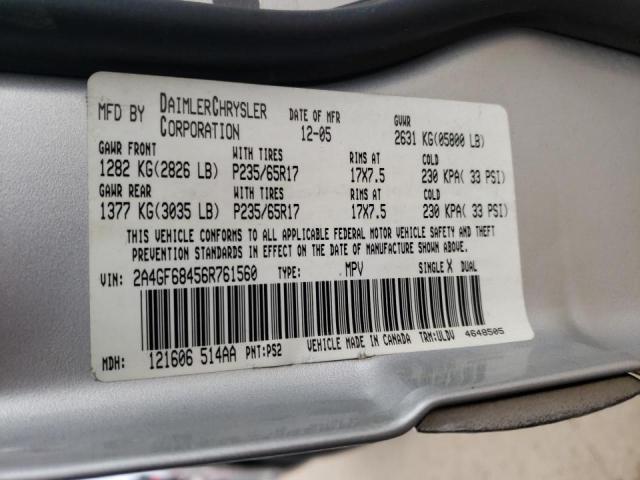 MFD BY DAIMLERCHRYSLER CORPORATION DATE OF MFR 12-05 GVWR 2631 KG(05800 LB)
GAWR FRONT WITH TIRES RIMS AT COLD
1282 KG(2826 LB) P235/65R17 17X7.5 230 KPA( 33 PSI)
GAWR REAR WITH TIRES RIMS AT COLD
1377 KG(3035 LB) P235/65R17 17X7.5 230 KPA( 33 PSI)
THIS VEHICLE CONFORMS TO ALL APPLICABLE FEDERAL MOTOR VEHICLE SAFETY AND THEFT
PREVENTION STANDARDS IN EFFECT ON THE DATE OF MANUFACTURE SHOWN ABOVE.
VIN: 2A4GF68456R761560 TYPE: MPV SINGLE X DUAL
MDH: 121606 514AA PNT:PS2 VEHICLE MADE IN CANADA TRM:ULDV 4648505